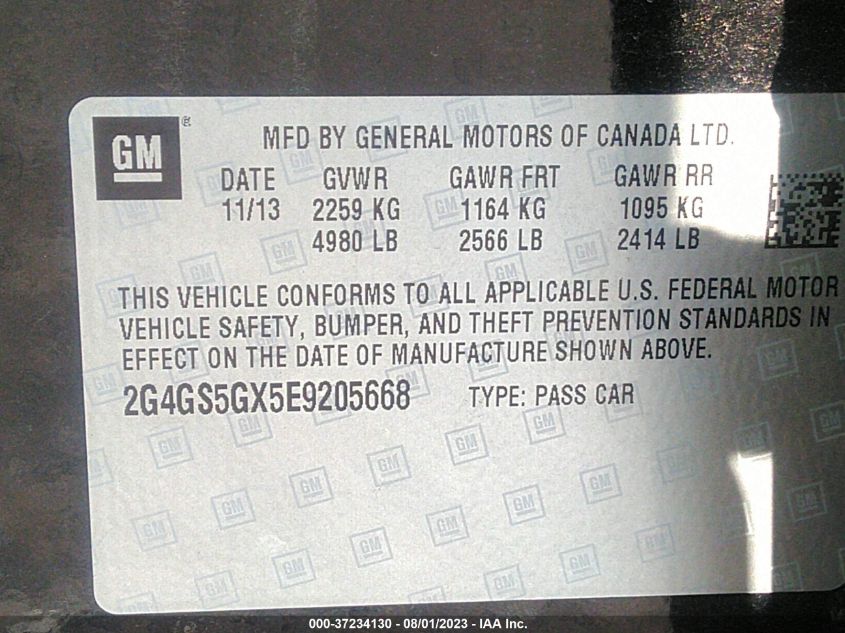 GM ®
MFD BY GENERAL MOTORS OF CANADA LTD.
DATE GVWR GAWR FRT GAWR RR
11/13 2259 KG 1164 KG 1095 KG
4980 LB 2566 LB 2414 LB
THIS VEHICLE CONFORMS TO ALL APPLICABLE U.S. FEDERAL MOTOR
VEHICLE SAFETY, BUMPER, AND THEFT PREVENTION STANDARDS IN
EFFECT ON THE DATE OF MANUFACTURE SHOWN ABOVE.
2G4GS5GX5E9205668 TYPE: PASS CAR
000-37234130 - 08/01/2023 - IAA Inc.